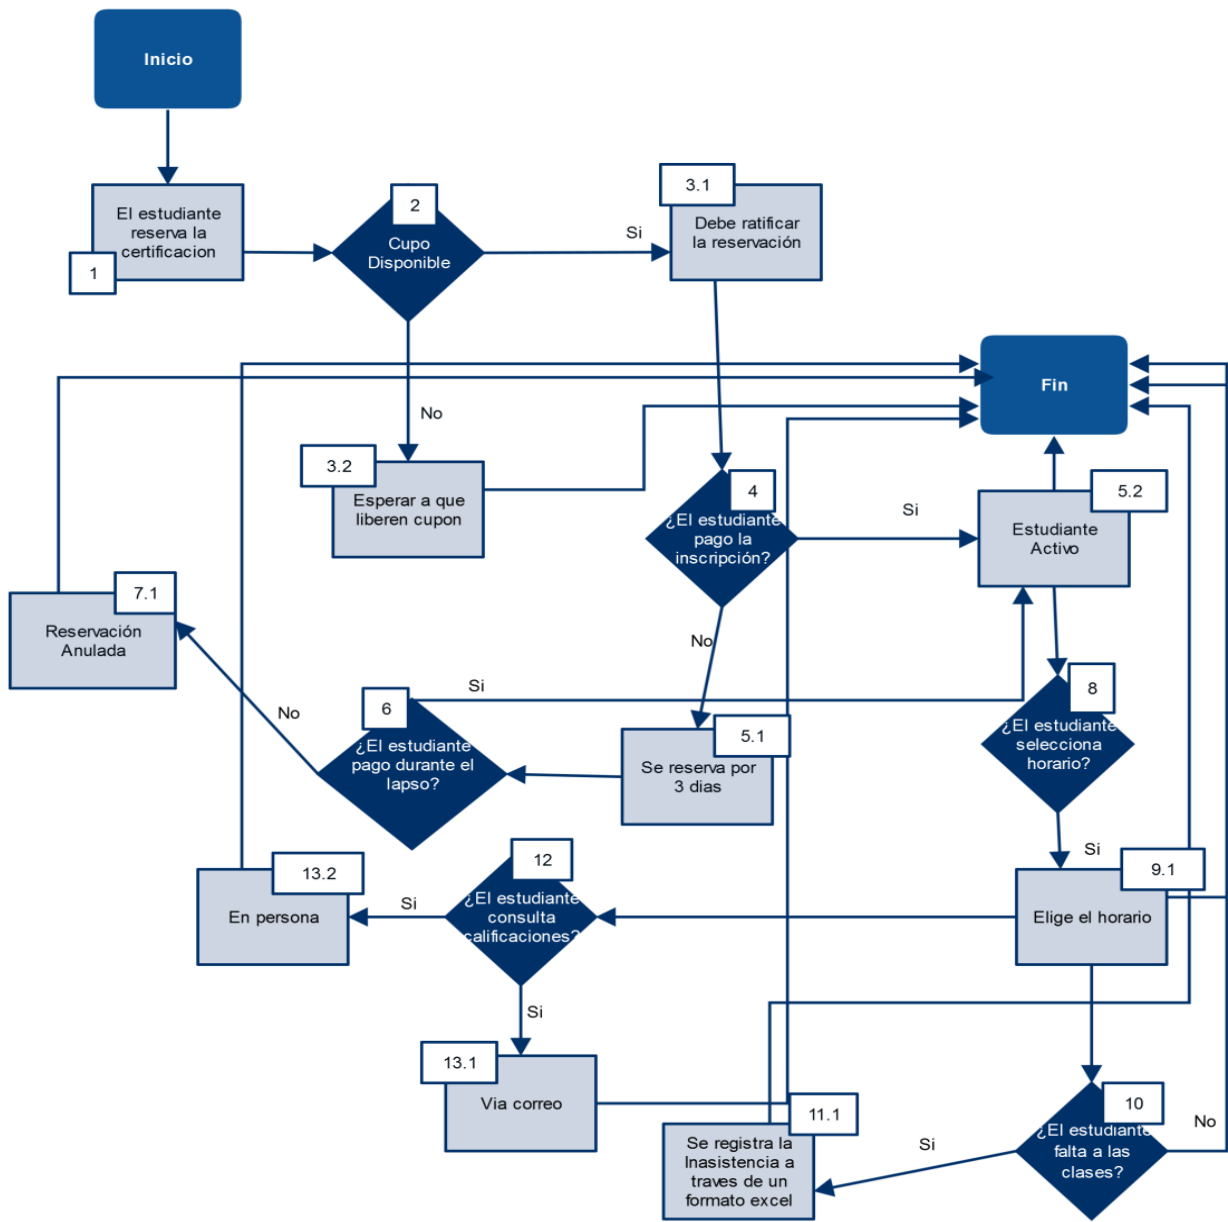 Inicio
El estudiante
reserva la
certificacion
1
2
Cupo
Disponible
Si
3.1
Debe ratificar
la reservación
No
3.2
Esperar a que
liberen cupon
Fin
4
¿El estudiante
pago la
inscripción?
Si
5.2
Estudiante
Activo
7.1
Reservación
Anulada
No
No
6
¿El estudiante
pago durante el
lapso?
Si
5.1
Se reserva por
3 dias
8
¿El estudiante
selecciona
horario?
Si
9.1
Elige el horario
12
¿El estudiante
consulta
calificaciones?
Si
13.2
En persona
Si
13.1
Via correo
11.1
Se registra la
Inasistencia a
traves de un
formato excel
Si
10
¿El estudiante
falta a las
clases?
No